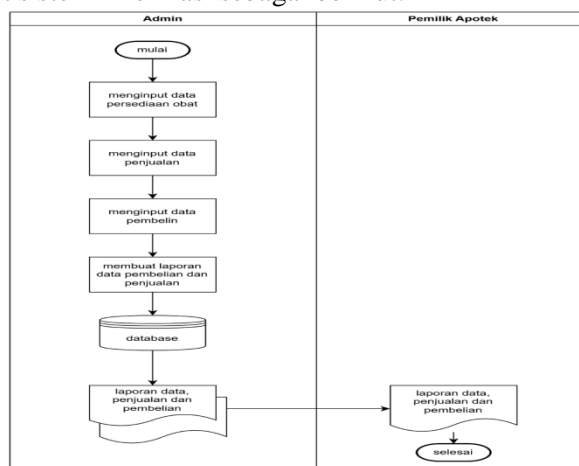 Admin
Pemilik Apotek
mulai
menginput data
persediaan obat
menginput data
penjualan
menginput data
pembelin
membuat laporan
data pembelian dan
penjualan
database
laporan data,
penjualan dan
pembelian
laporan data,
penjualan dan
pembelian
selesai